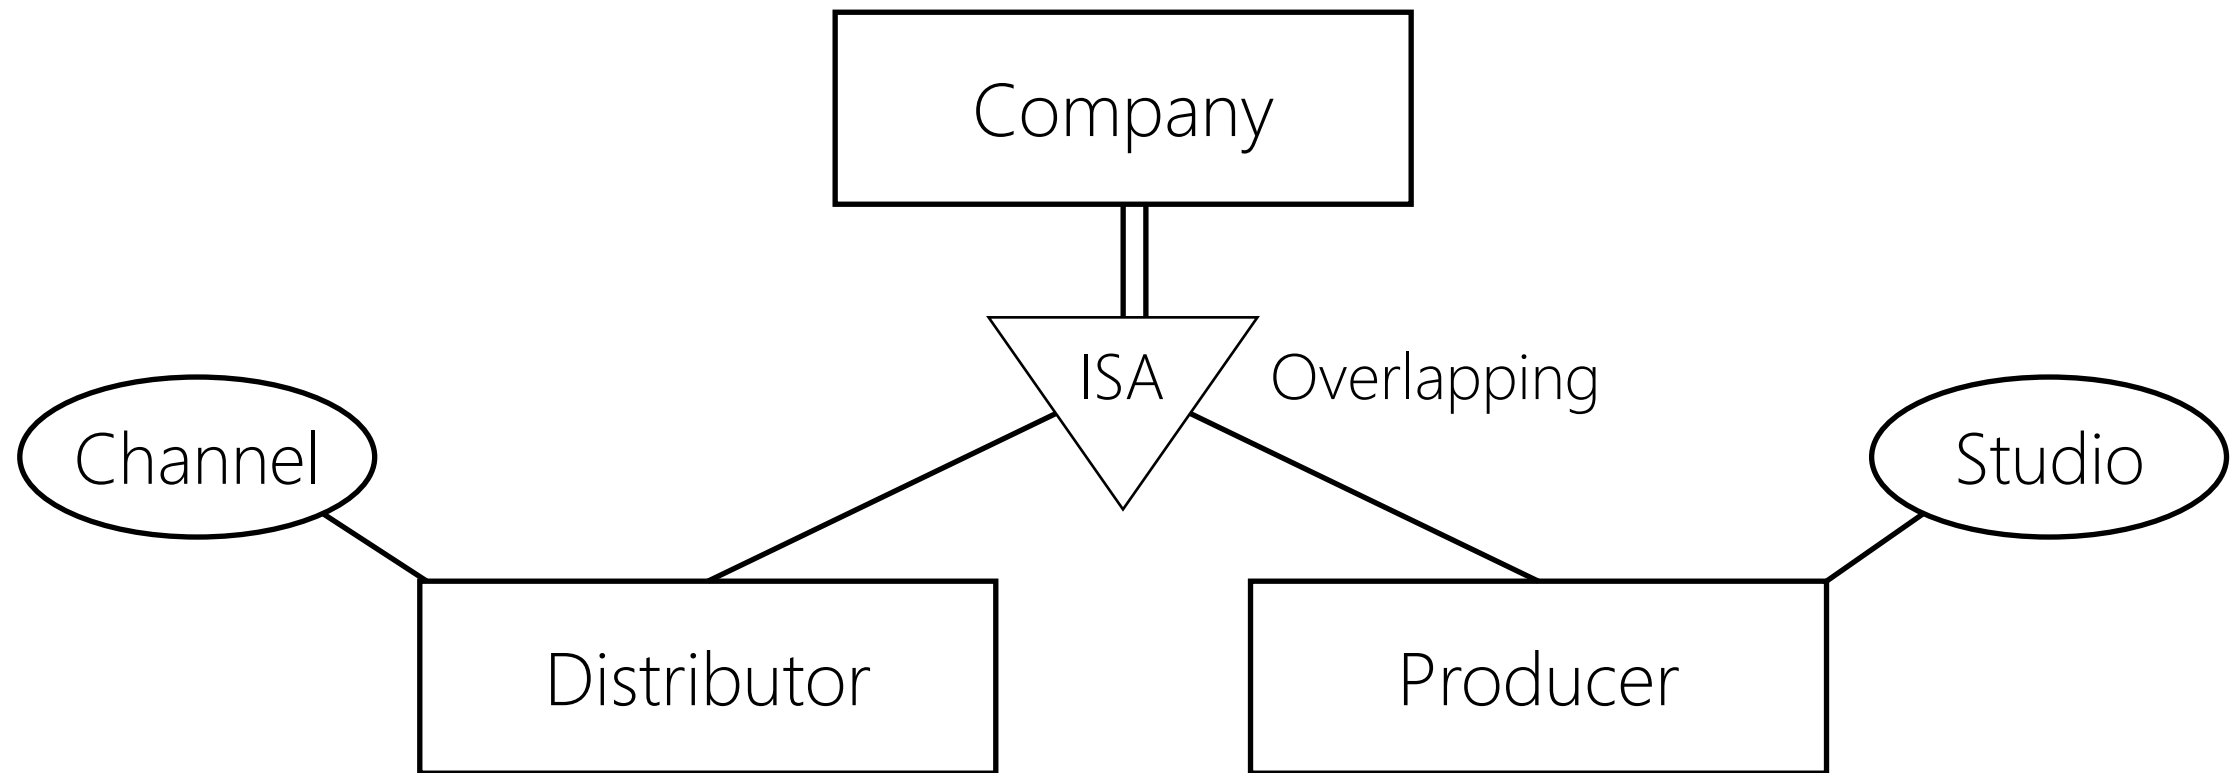 Company
ISA
Overlapping
Channel
Studio
Distributor
Producer